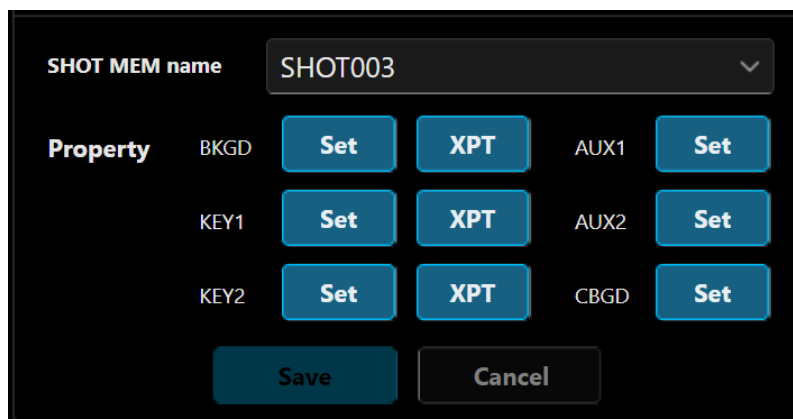 SHOT MEM name SHOT003
Property BKGD Set XPT AUX1 Set
KEY1 Set XPT AUX2 Set
KEY2 Set XPT CBGD Set
Save Cancel